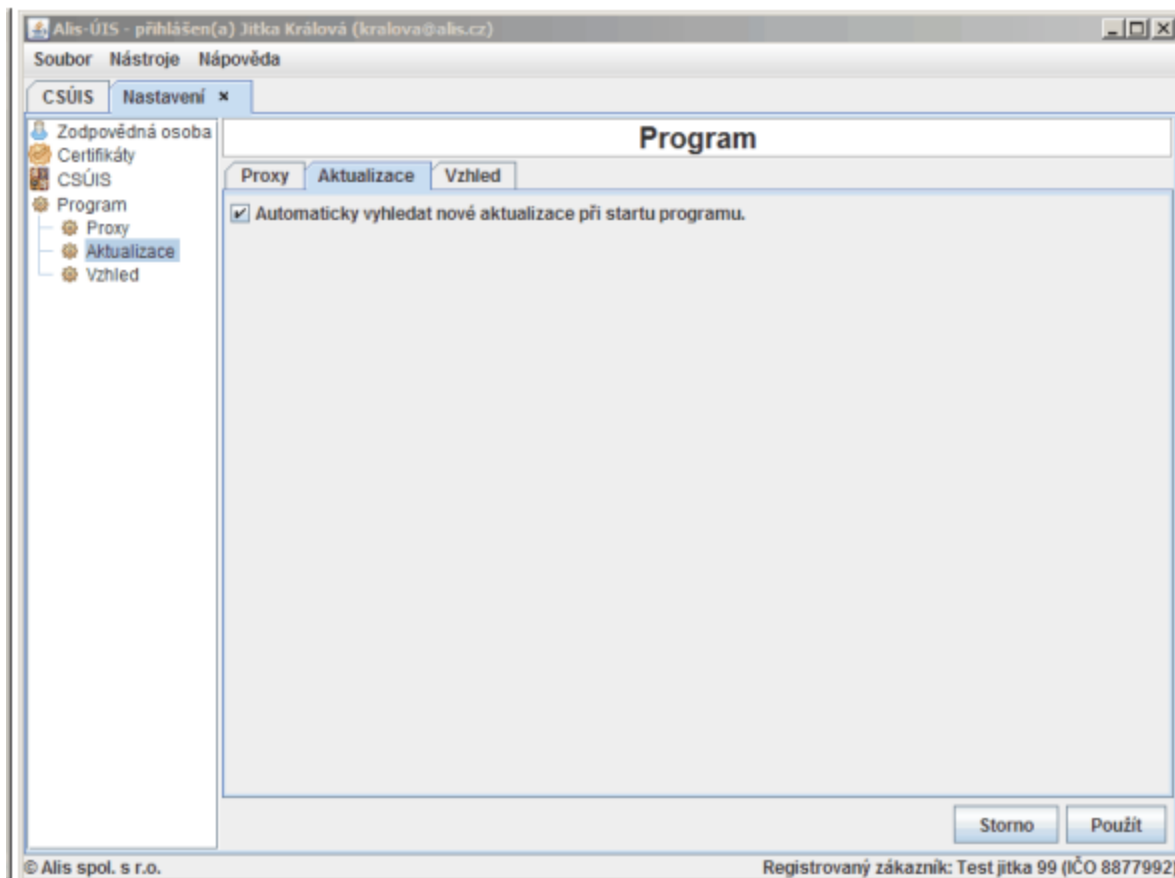 Alis-ÚIS - přihlášen(a) Jitka Králová (kralova@alis.cz)
Soubor Nástroje Nápověda
CSÚIS Nastavení
Zodpovědná osoba
Certifikáty
CSÚIS
Program
Proxy
Aktualizace
Vzhled
Program
Proxy Aktualizace Vzhled
Automaticky vyhledat nové aktualizace při startu programu.
Storno Použít
© Alis spol. s r.o. Registrovaný zákazník: Test jitka 99 (IČO 8877992)